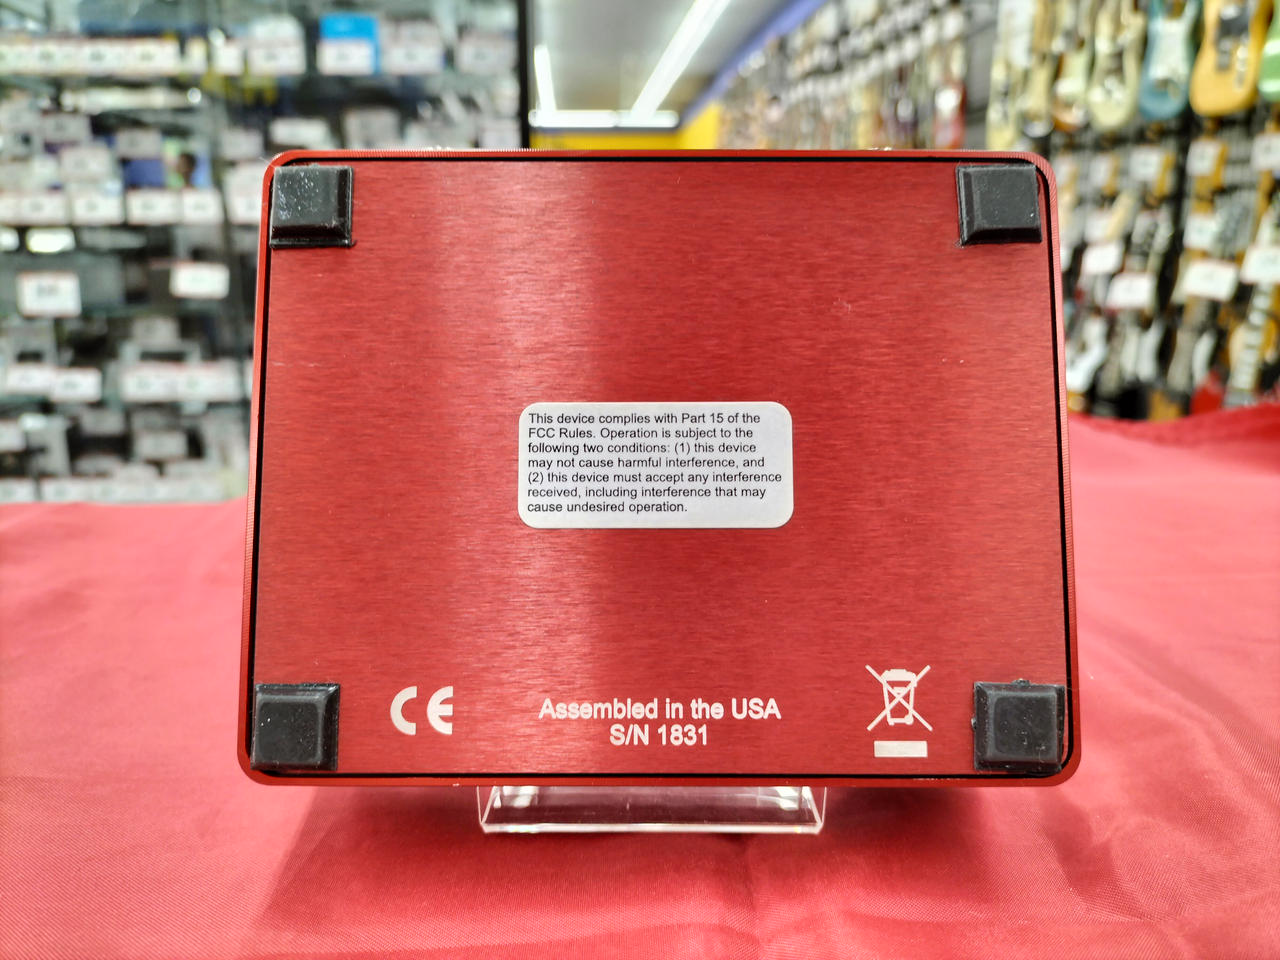 This device complies with Part 15 of the
FCC Rules. Operation is subject to the
following two conditions: (1) this device
may not cause harmful interference, and
(2) this device must accept any interference
received, including interference that may
cause undesired operation.
CE
Assembled in the USA
S/N 1831